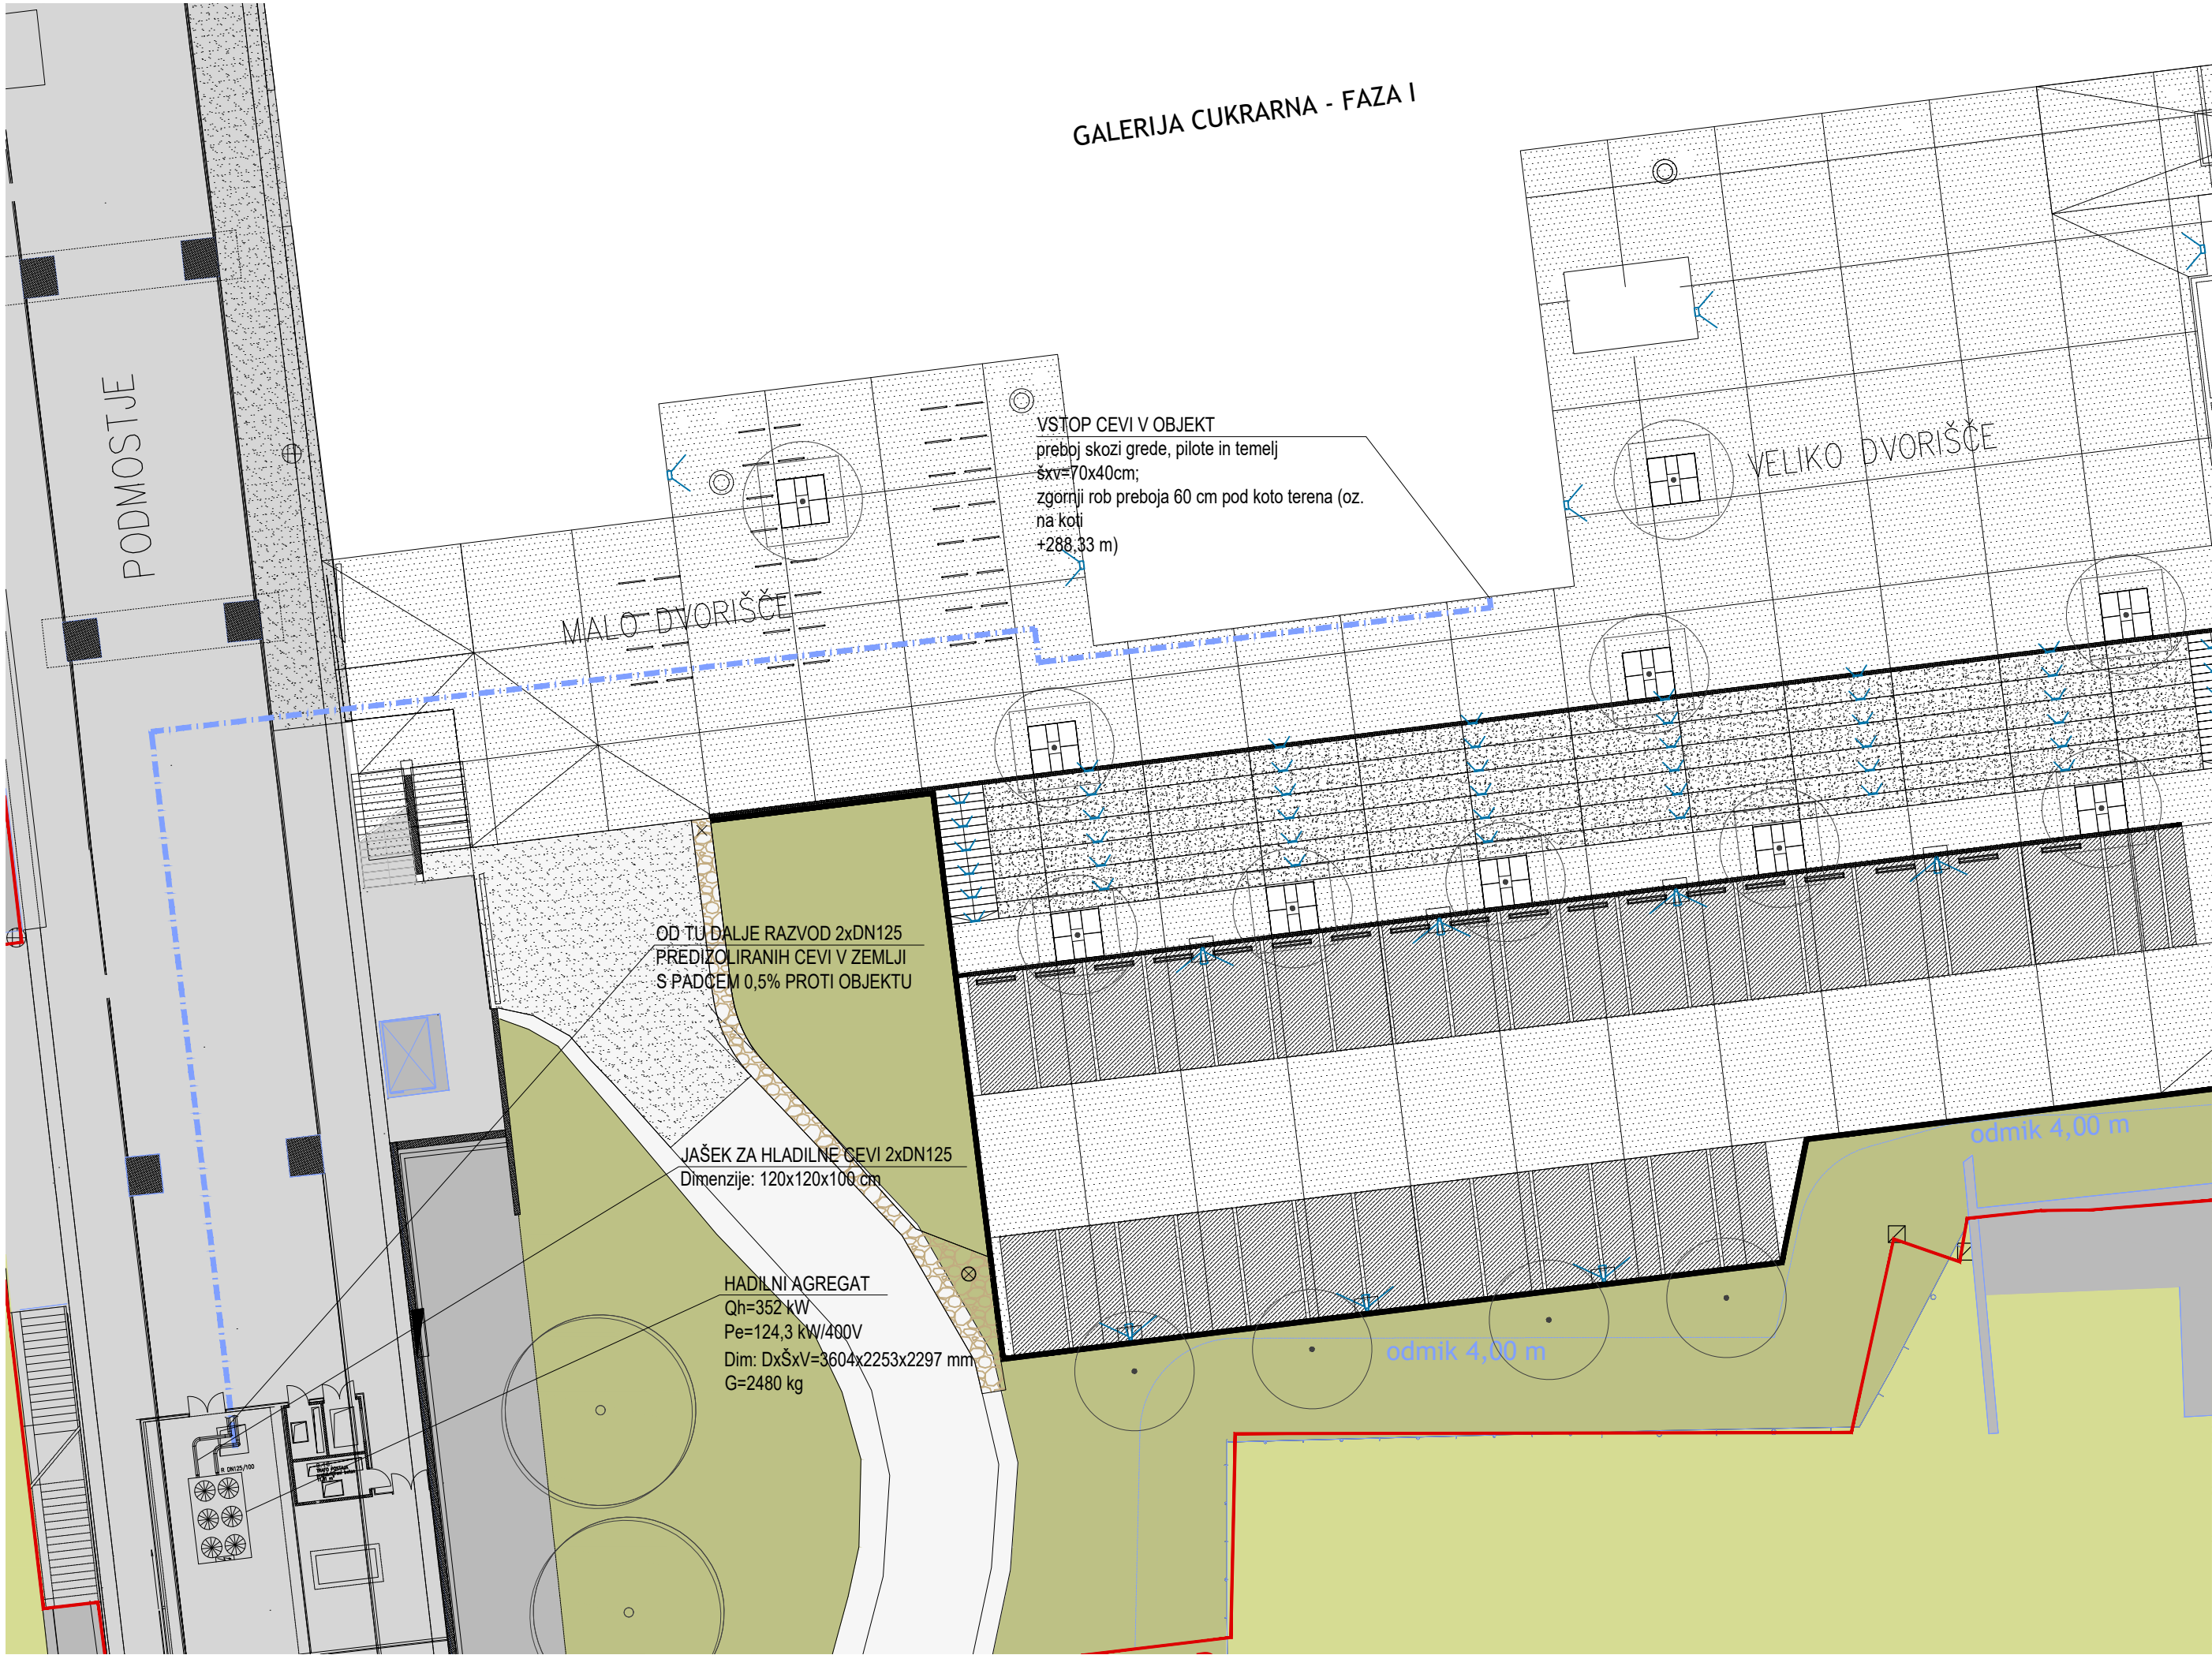 GALERIJA CUKRARNA - FAZA I
PODMOSTJE
VSTOP CEVI V OBJEKT
preboj skozi grede, pilote in temelj
šxv=70x40cm;
zgornji rob preboja 60 cm pod koto terena (oz.
na koti
+288,33 m)
VELIKO DVORIŠČE
MALO DVORIŠČE
OD TU DALJE RAZVOD 2xDN125
PREDIZOLIRANIH CEVI V ZEMLJI
S PADCEM 0,5% PROTI OBJEKTU
JAŠEK ZA HLADILNE CEVI 2xDN125
Dimenzije: 120x120x100 cm
HADILNI AGREGAT
Qh=352 kW
Pe=124,3 kW/400V
Dim: DxŠxV=3604x2253x2297 mm
G=2480 kg
odmik 4,00 m
odmik 4,00 m
R DN125/100